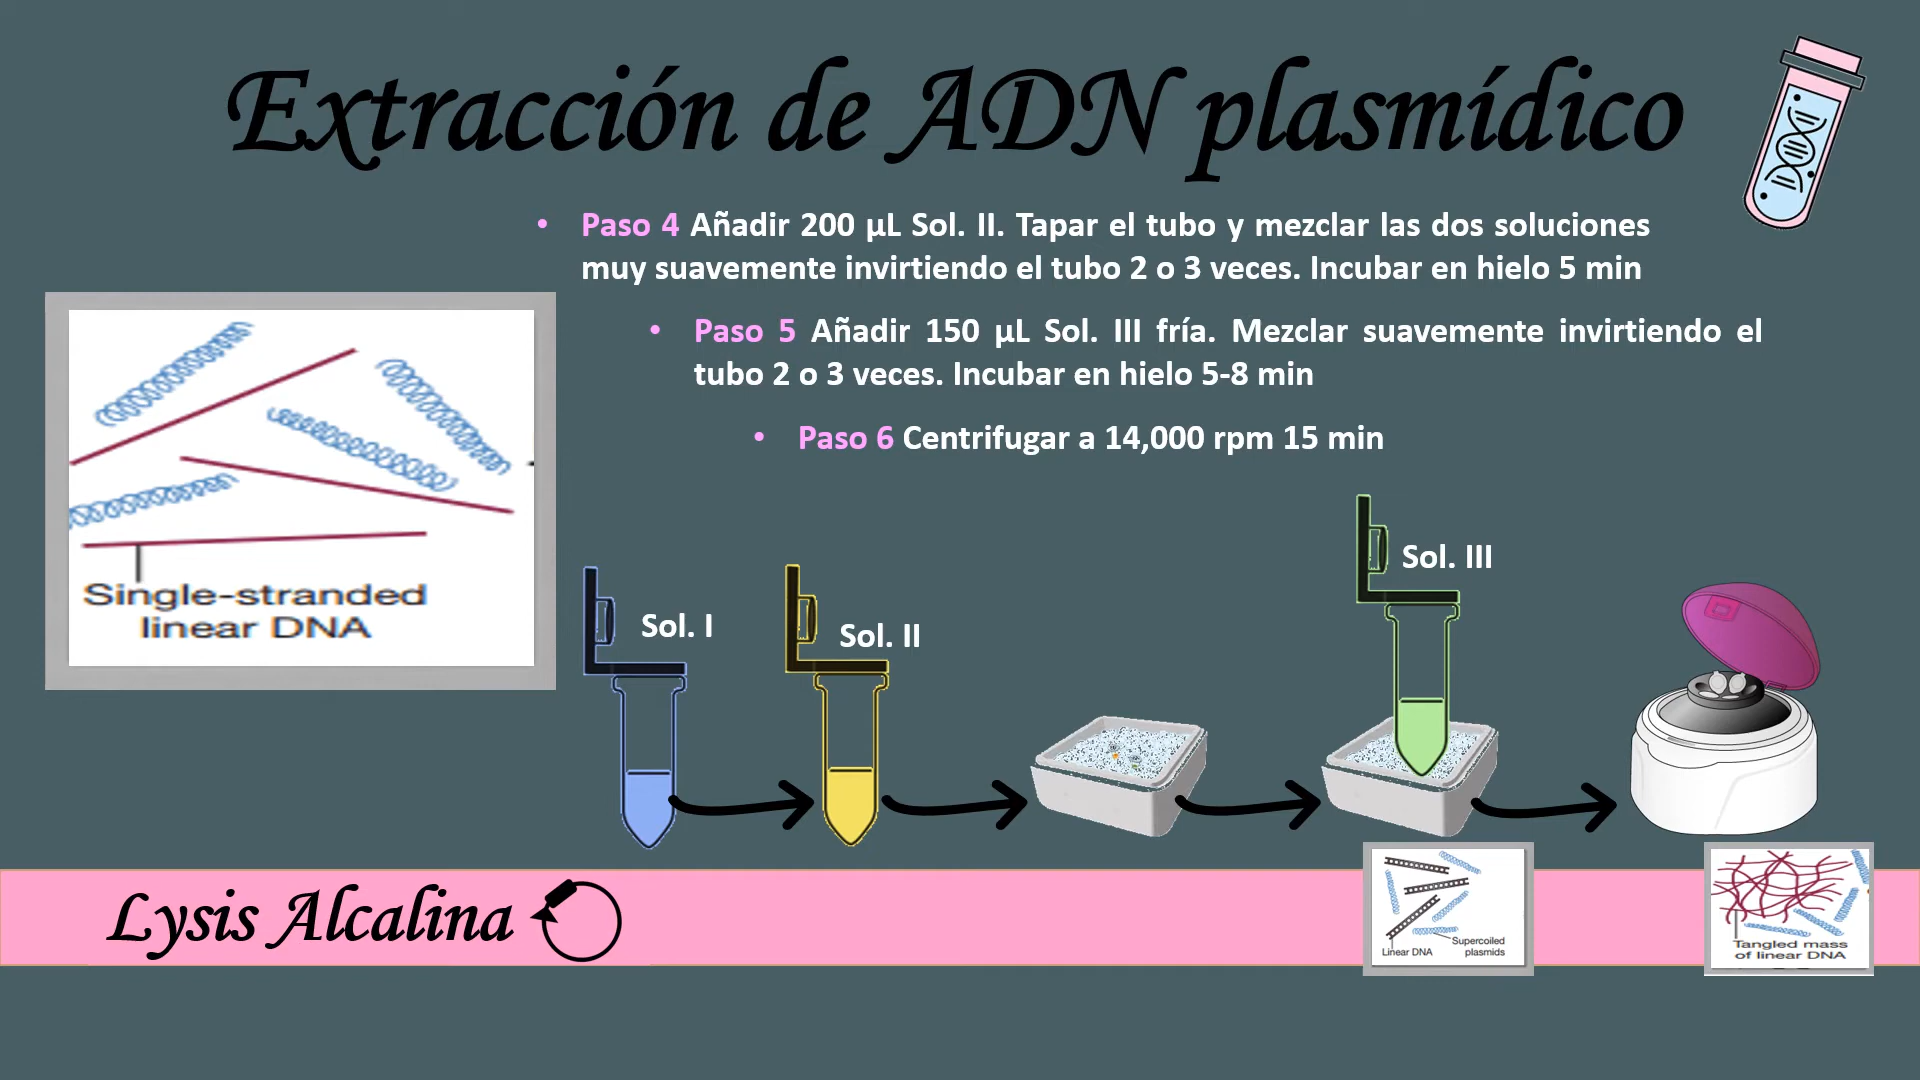 Extracción de ADN plasmídico
• Paso 4 Añadir 200 µL Sol. II. Tapar el tubo y mezclar las dos soluciones
muy suavemente invirtiendo el tubo 2 o 3 veces. Incubar en hielo 5 min
• Paso 5 Añadir 150 µL Sol. III fría. Mezclar suavemente invirtiendo el
tubo 2 o 3 veces. Incubar en hielo 5-8 min
• Paso 6 Centrifugar a 14,000 rpm 15 min
Single-stranded
linear DNA
Sol. I
Sol. II
Sol. III
Lysis Alcalina
Linear DNA
Supercoiled
plasmids
Tangled mass
of linear DNA